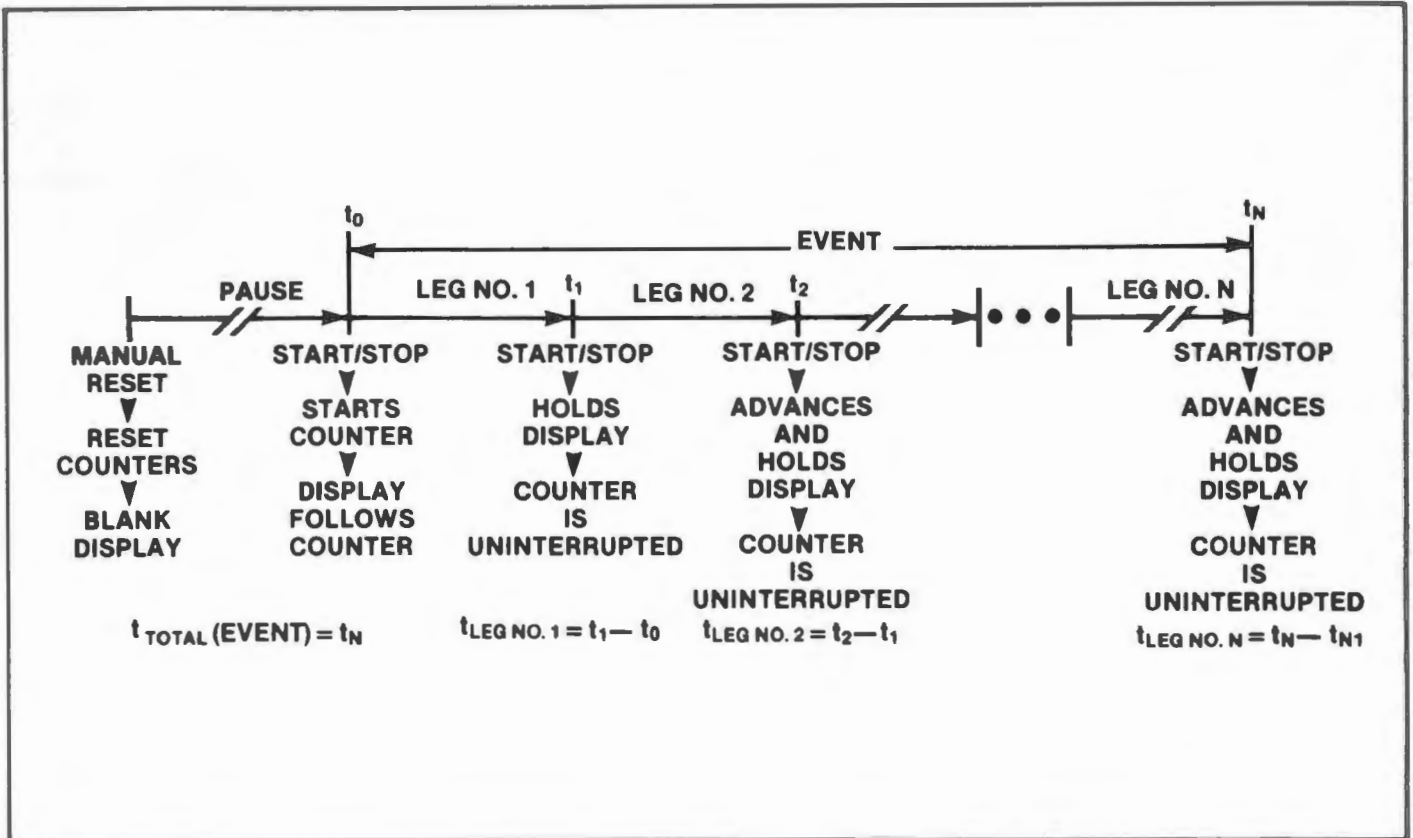 t0
tN
EVENT
PAUSE
LEG NO. 1
t1
LEG NO. 2
t2
LEG NO. N
MANUAL
RESET
RESET
COUNTERS
BLANK
DISPLAY
START/STOP
STARTS
COUNTER
DISPLAY
FOLLOWS
COUNTER
START/STOP
HOLDS
DISPLAY
COUNTER
IS
UNINTERRUPTED
START/STOP
ADVANCES
AND
HOLDS
DISPLAY
COUNTER
IS
UNINTERRUPTED
START/STOP
ADVANCES
AND
HOLDS
DISPLAY
COUNTER
IS
UNINTERRUPTED
t TOTAL (EVENT) = tN
tLEG NO. 1 = t1— t0
tLEG NO. 2 = t2— t1
tLEG NO. N = tN— tN1